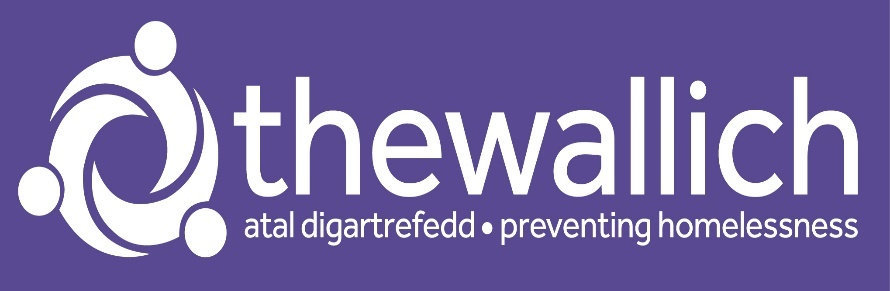 thewallich
atal digartrefedd • preventing homelessness